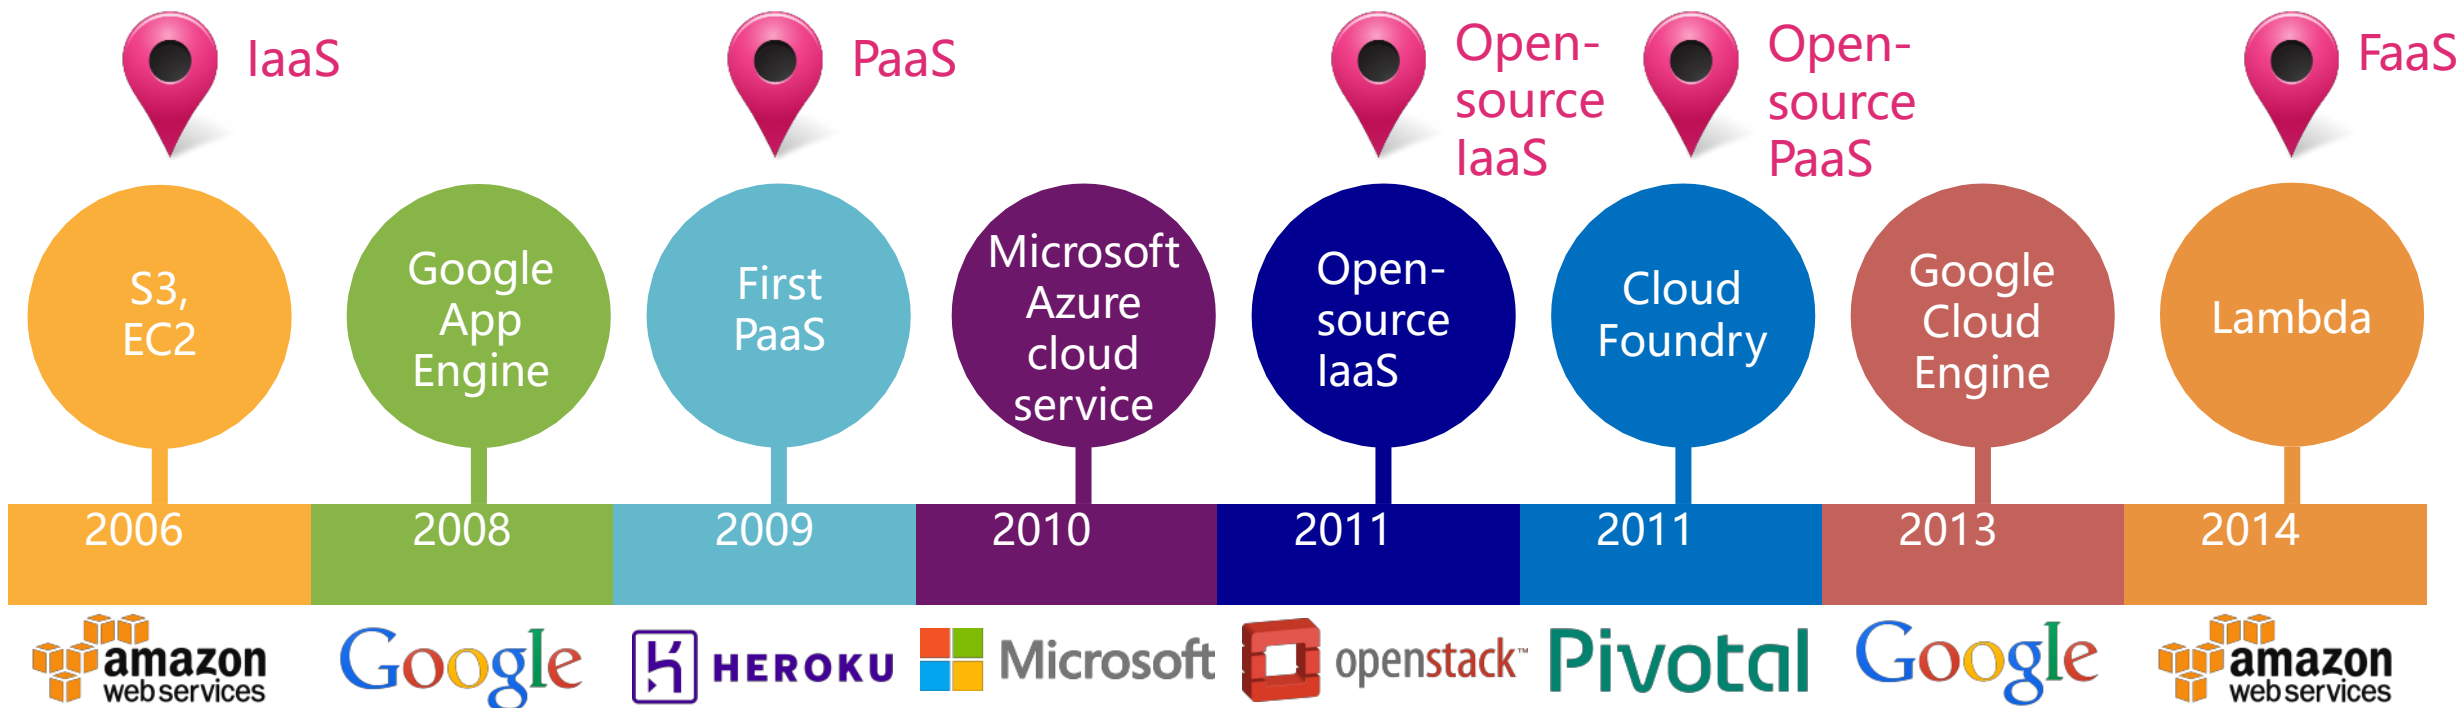 IaaS
PaaS
Open-
source
IaaS
Open-
source
PaaS
FaaS
S3,
EC2
Google
App
Engine
First
PaaS
Microsoft
Azure
cloud
service
Open-
source
IaaS
Cloud
Foundry
Google
Cloud
Engine
Lambda
2006
2008
2009
2010
2011
2011
2013
2014
amazon
web services
Google
HEROKU
Microsoft
openstack™
Pivotal
Google
amazon
web services